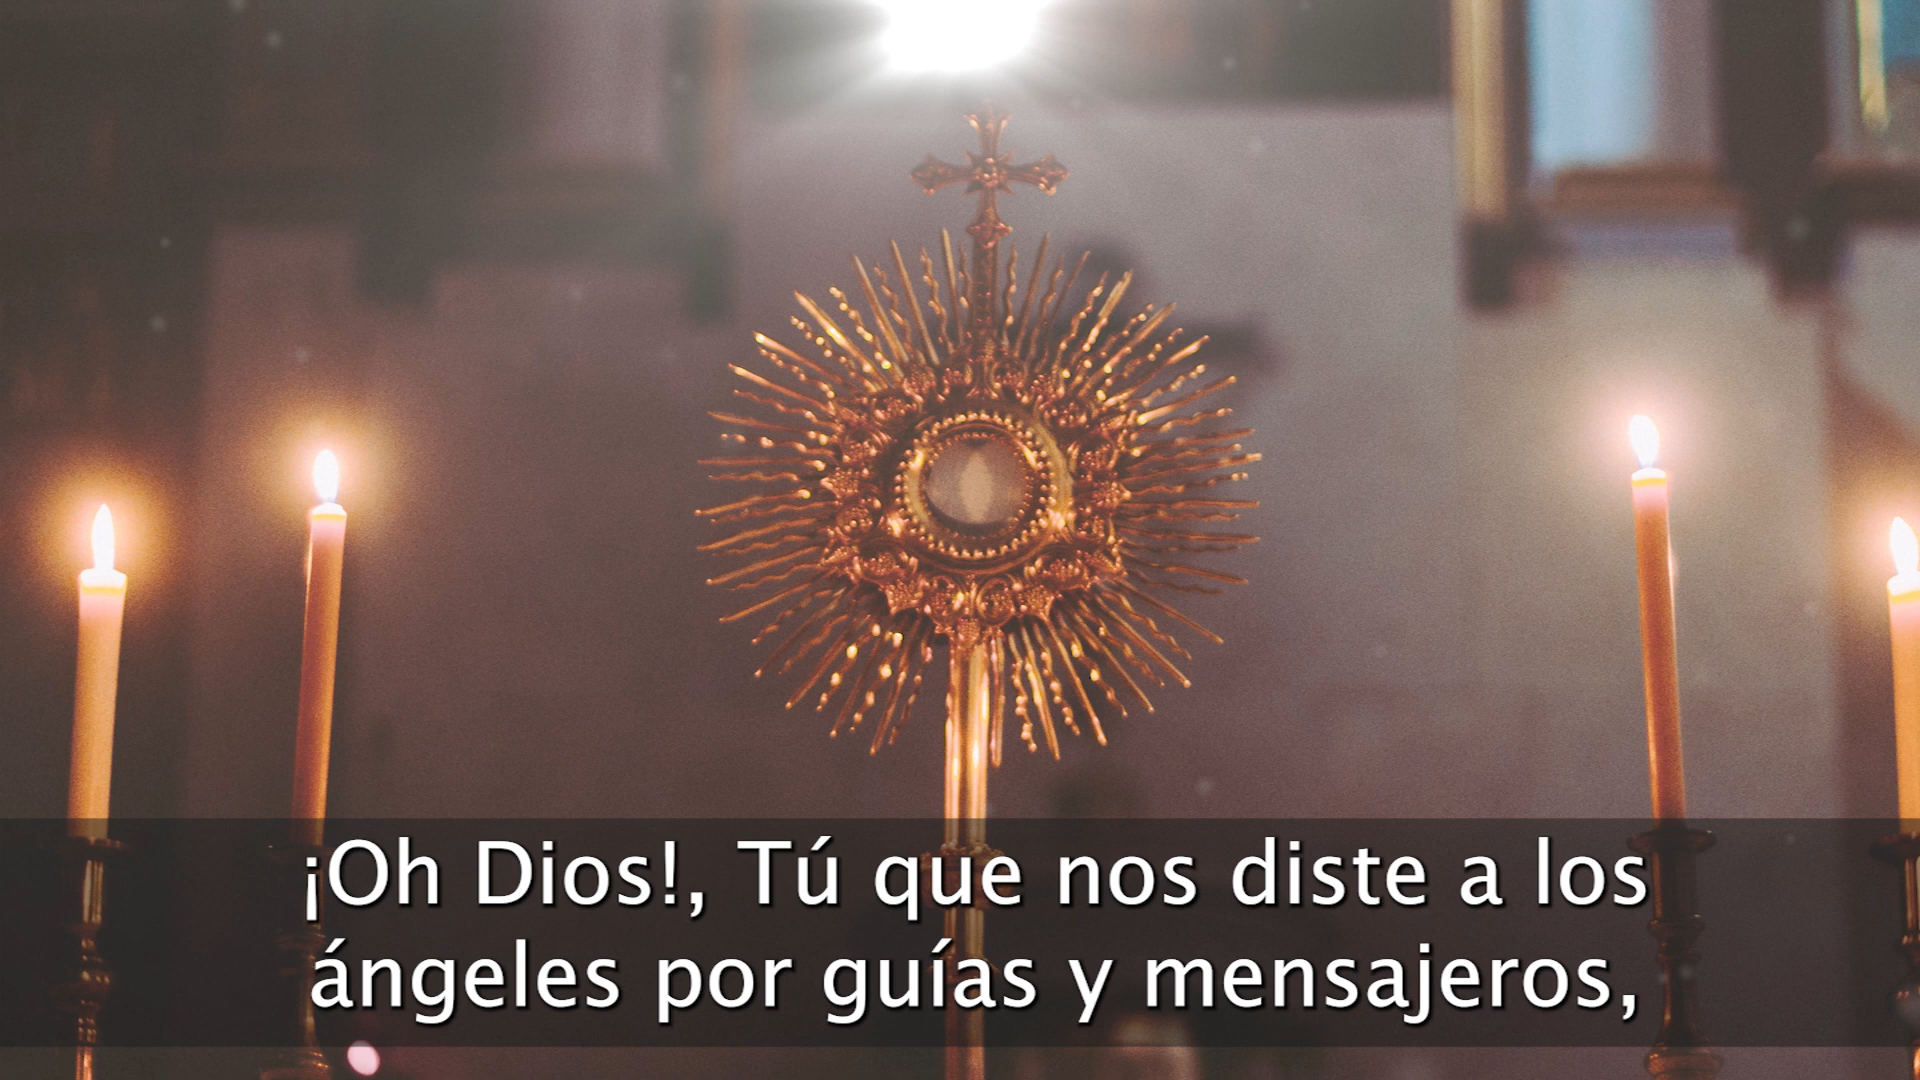 ¡Oh Dios!, Tú que nos diste a los
ángeles por guías y mensajeros,